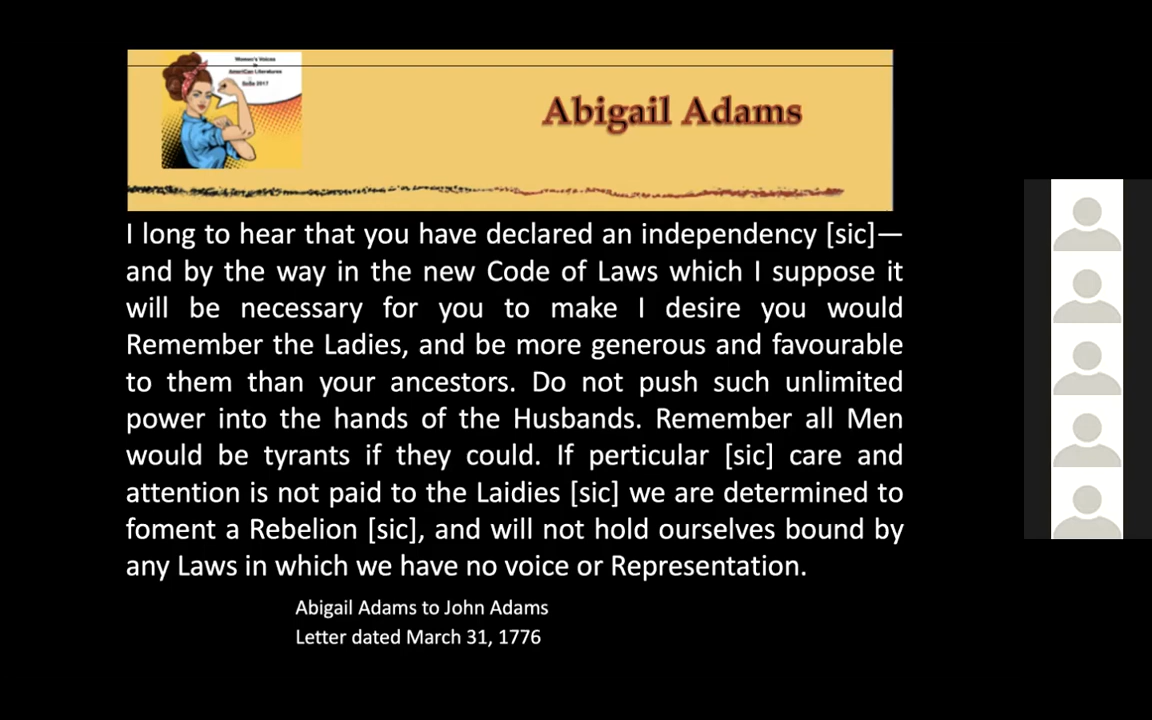 Women's Voices
American Literatures
Sofia 2017
Abigail Adams
I long to hear that you have declared an independency [sic]—
and by the way in the new Code of Laws which I suppose it
will be necessary for you to make I desire you would
Remember the Ladies, and be more generous and favourable
to them than your ancestors. Do not push such unlimited
power into the hands of the Husbands. Remember all Men
would be tyrants if they could. If perticular [sic] care and
attention is not paid to the Laidies [sic] we are determined to
foment a Rebelion [sic], and will not hold ourselves bound by
any Laws in which we have no voice or Representation.
Abigail Adams to John Adams
Letter dated March 31, 1776